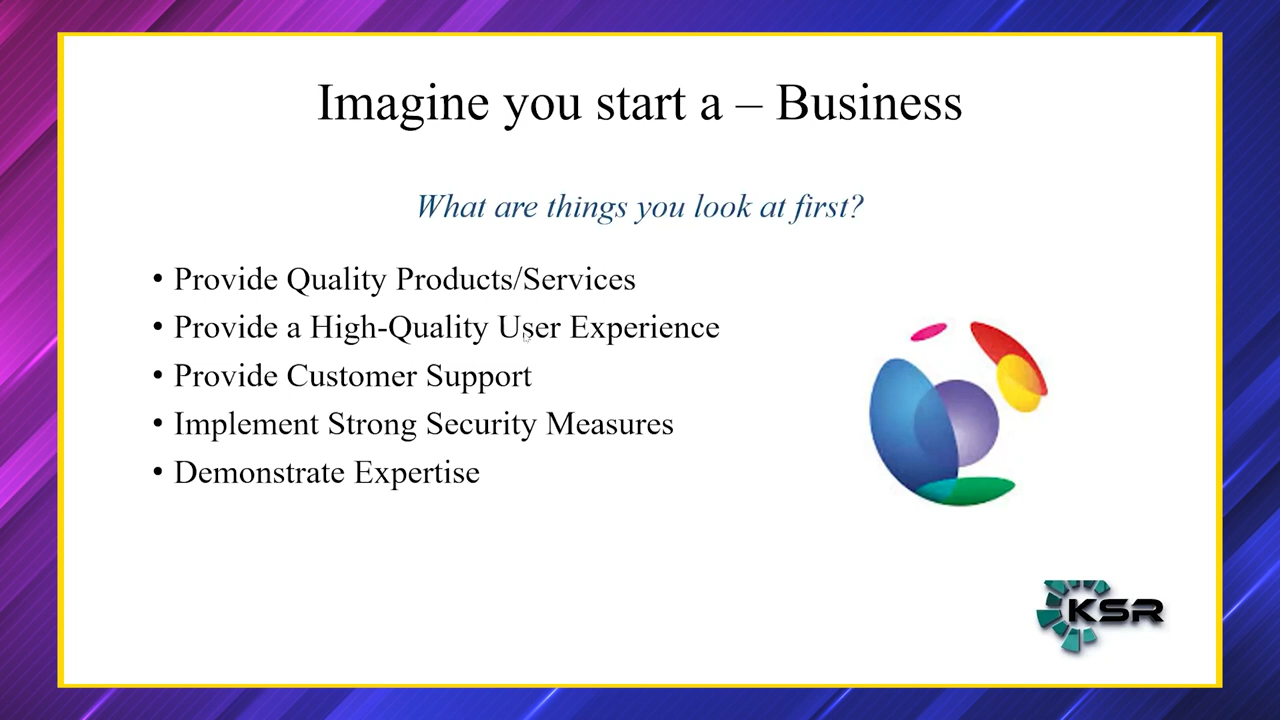 Imagine you start a – Business
What are things you look at first?
• Provide Quality Products/Services
• Provide a High-Quality User Experience
• Provide Customer Support
• Implement Strong Security Measures
• Demonstrate Expertise
KSR